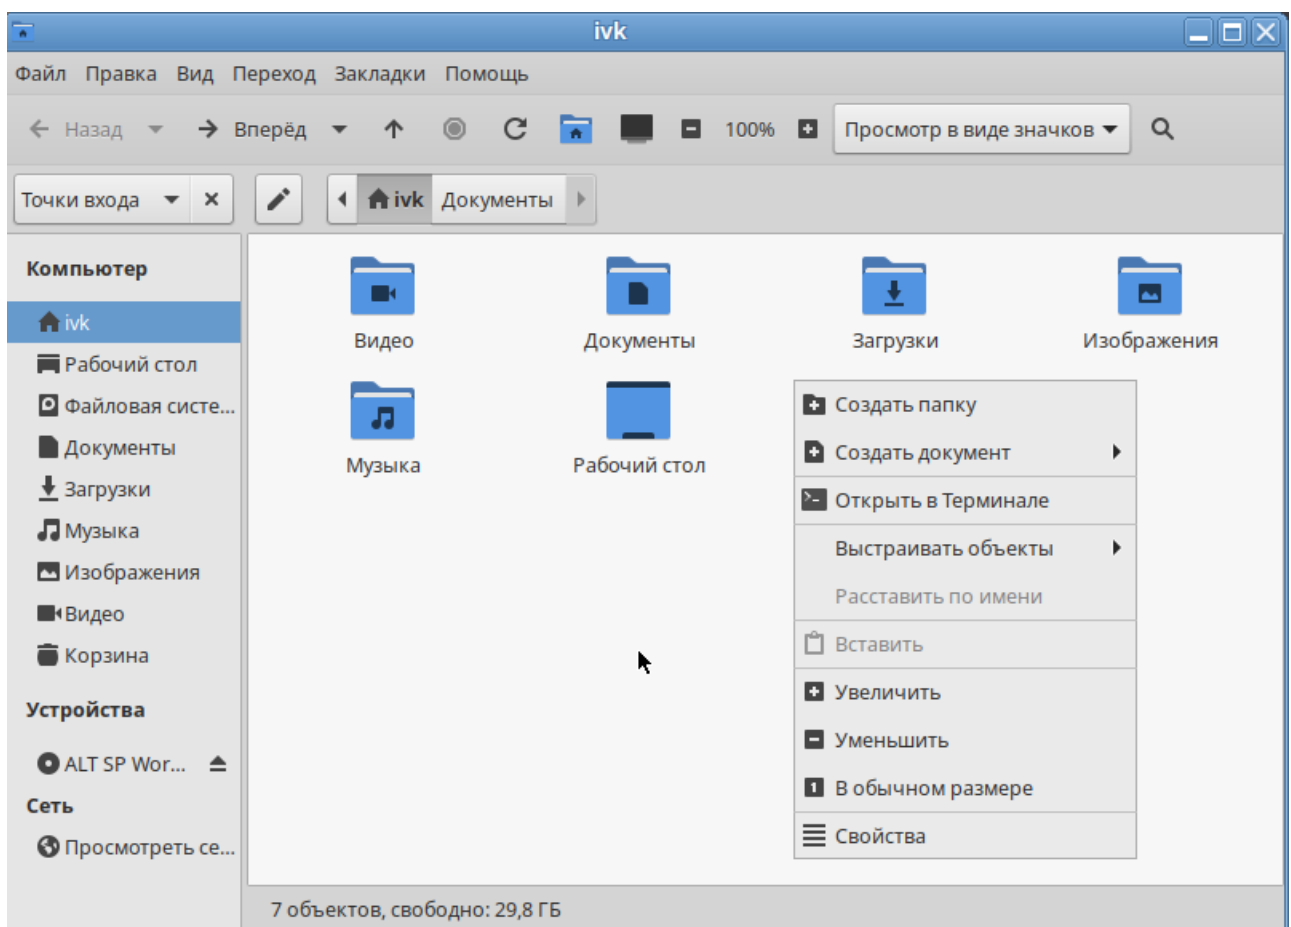 ivk
Файл Правка Вид Переход Закладки Помощь
Назад Вперёд 100% Просмотр в виде значков
Точки входа ivk Документы
Компьютер
ivk
Рабочий стол
Файловая систе...
Документы
Загрузки
Музыка
Изображения
Видео
Корзина
Устройства
ALT SP Wor...
Сеть
Просмотреть се...
Видео Документы Загрузки Изображения
Музыка Рабочий стол
Создать папку
Создать документ
Открыть в Терминале
Выстраивать объекты
Расставить по имени
Вставить
Увеличить
Уменьшить
1 В обычном размере
Свойства
7 объектов, свободно: 29,8 ГБ